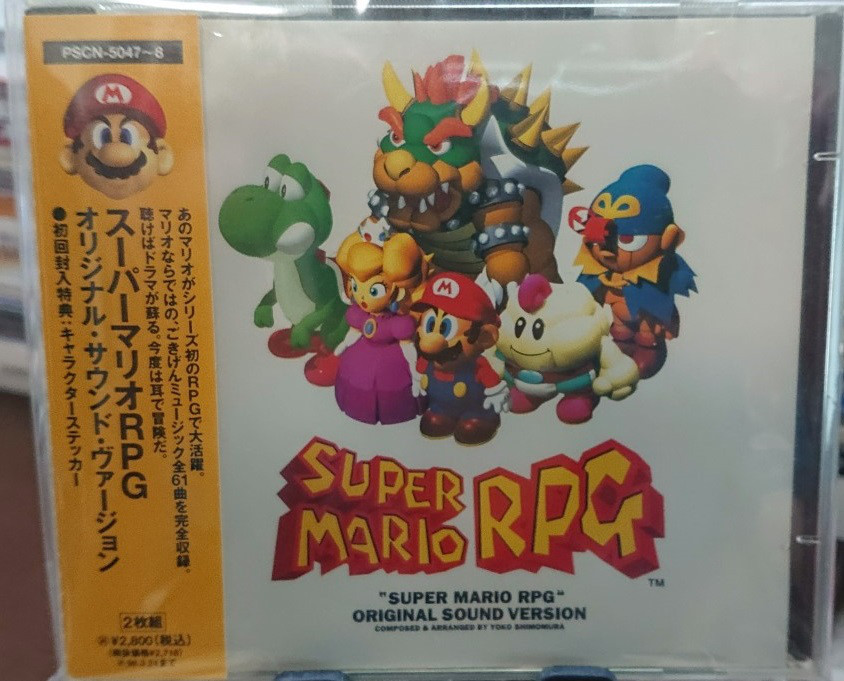 PSCN-5047~8
M
あのマリオがシリーズ初のRPGで大活躍。
マリオならではの、ごきげんミュージック全61曲を完全収録。
聴けばドラマが蘇る。今度は耳で冒険だ。
スーパーマリオRPG
オリジナル・サウンド・ヴァージョン
●初回封入特典:キャラクターステッカー
2枚組
¥2,800(税込)
(税抜価格¥2,718)
M
SUPER
MARIO RPG
TM
"SUPER MARIO RPG"
ORIGINAL SOUND VERSION
COMPOSED & ARRANGED BY YOKO SHIMOMURA